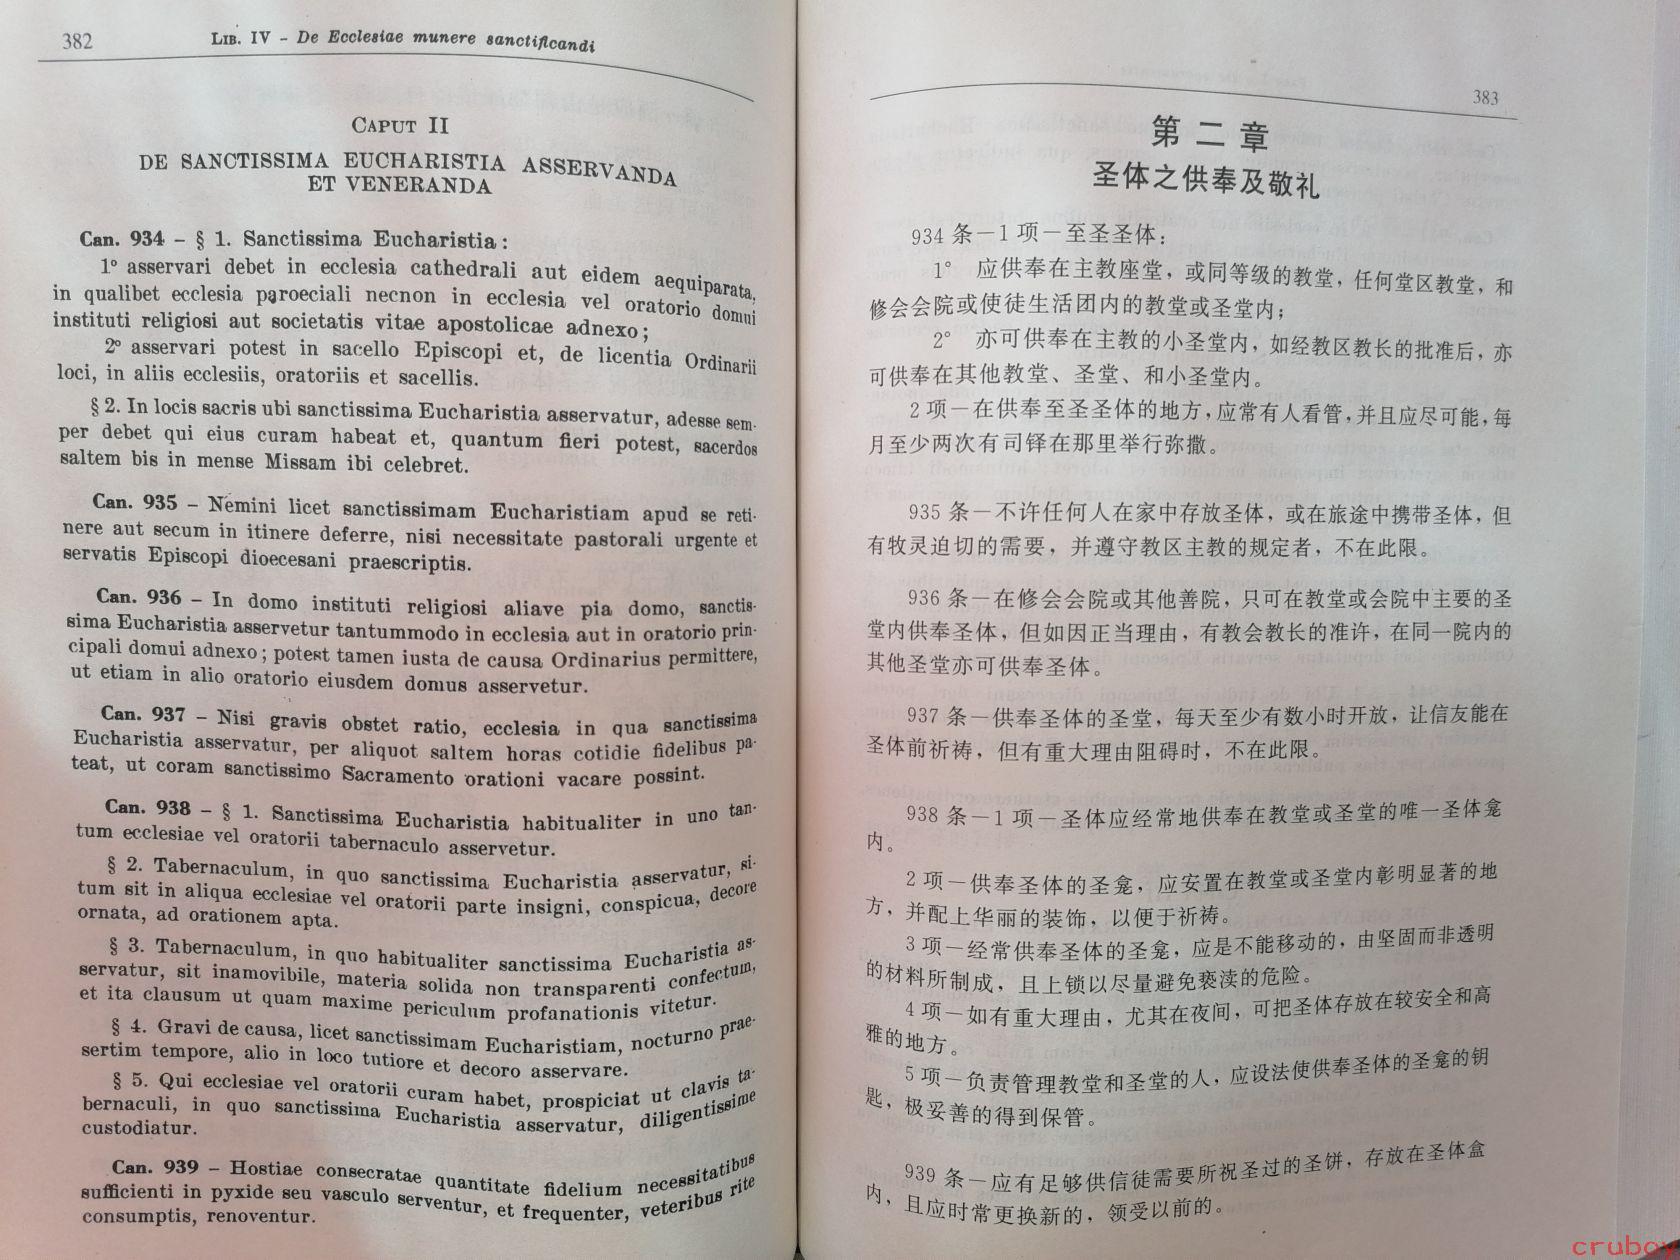 382
LIB. IV - De Ecclesiae munere sanctificandi
CAPUT II
DE SANCTISSIMA EUCHARISTIA ASSERVANDA
ET VENERANDA
Can. 934 - § 1. Sanctissima Eucharistia:
1° asservari debet in ecclesia cathedrali aut eidem aequiparata,
in qualibet ecclesia paroeciali necnon in ecclesia vel oratorio domui
instituti religiosi aut societatis vitae apostolicae adnexo;
2° asservari potest in sacello Episcopi et, de licentia Ordinarii
loci, in aliis ecclesiis, oratoriis et sacellis.
§ 2. In locis sacris ubi sanctissima Eucharistia asservatur, adesse sem-
per debet qui eius curam habeat et, quantum fieri potest, sacerdos
saltem bis in mense Missam ibi celebret.
Can. 935 - Nemini licet sanctissimam Eucharistiam apud se reti-
nere aut secum in itinere deferre, nisi necessitate pastorali urgente et
servatis Episcopi dioecesani praescriptis.
Can. 936 - In domo instituti religiosi aliave pia domo, sanctis-
sima Eucharistia asservetur tantummodo in ecclesia aut in oratorio prin-
cipali domui adnexo; potest tamen iusta de causa Ordinarius permittere,
ut etiam in alio oratorio eiusdem domus asservetur.
Can. 937 - Nisi gravis obstet ratio, ecclesia in qua sanctissima
Eucharistia asservatur, per aliquot saltem horas cotidie fidelibus pa-
teat, ut coram sanctissimo Sacramento orationi vacare possint.
Can. 938 - § 1. Sanctissima Eucharistia habitualiter in uno tan-
tum ecclesiae vel oratorii tabernaculo asservetur.
§ 2. Tabernaculum, in quo sanctissima Eucharistia asservatur, si-
tum sit in aliqua ecclesiae vel oratorii parte insigni, conspicua, decore
ornata, ad orationem apta.
§ 3. Tabernaculum, in quo habitualiter sanctissima Eucharistia as-
servatur, sit inamovibile, materia solida non transparenti confectum,
et ita clausum ut quam maxime periculum profanationis vitetur.
§ 4. Gravi de causa, licet sanctissimam Eucharistiam, nocturno prae-
sertim tempore, alio in loco tutiore et decoro asservare.
§ 5. Qui ecclesiae vel oratorii curam habet, prospiciat ut clavis ta-
bernaculi, in quo sanctissima Eucharistia asservatur, diligentissime
custodiatur.
Can. 939 - Hostiae consecratae quantitate fidelium necessitatibus
sufficienti in pyxide seu vasculo serventur, et frequenter, veteribus rite
consumptis, renoventur.
383
第二章
圣体之供奉及敬礼
934 条－1 项－至圣圣体：
1° 应供奉在主教座堂，或同等级的教堂，任何堂区教堂，和
修会会院或使徒生活团内的教堂或圣堂内；
2° 亦可供奉在主教的小圣堂内，如经教区教长的批准后，亦
可供奉在其他教堂、圣堂、和小圣堂内。
2 项－在供奉至圣圣体的地方，应常有人看管，并且应尽可能，每
月至少两次有司铎在那里举行弥撒。
935 条－不许任何人在家中存放圣体，或在旅途中携带圣体，但
有牧灵迫切的需要，并遵守教区主教的规定者，不在此限。
936 条－在修会会院或其他善院，只可在教堂或会院中主要的圣
堂内供奉圣体，但如因正当理由，有教会教长的准许，在同一院内的
其他圣堂亦可供奉圣体。
937 条－供奉圣体的圣堂，每天至少有数小时开放，让信友能在
圣体前祈祷，但有重大理由阻碍时，不在此限。
938 条－1 项－圣体应经常地供奉在教堂或圣堂的唯一圣体龛
内。
2 项－供奉圣体的圣龛，应安置在教堂或圣堂内彰明显著的地
方，并配上华丽的装饰，以便于祈祷。
3 项－经常供奉圣体的圣龛，应是不能移动的，由坚固而非透明
的材料所制成，且上锁以尽量避免亵渎的危险。
4 项－如有重大理由，尤其在夜间，可把圣体存放在较安全和高
雅的地方。
5 项－负责管理教堂和圣堂的人，应设法使供奉圣体的圣龛的钥
匙，极妥善的得到保管。
939 条－应有足够供信徒需要所祝圣过的圣饼，存放在圣体盒
内，且应时常更换新的，领受以前的。
cruboy